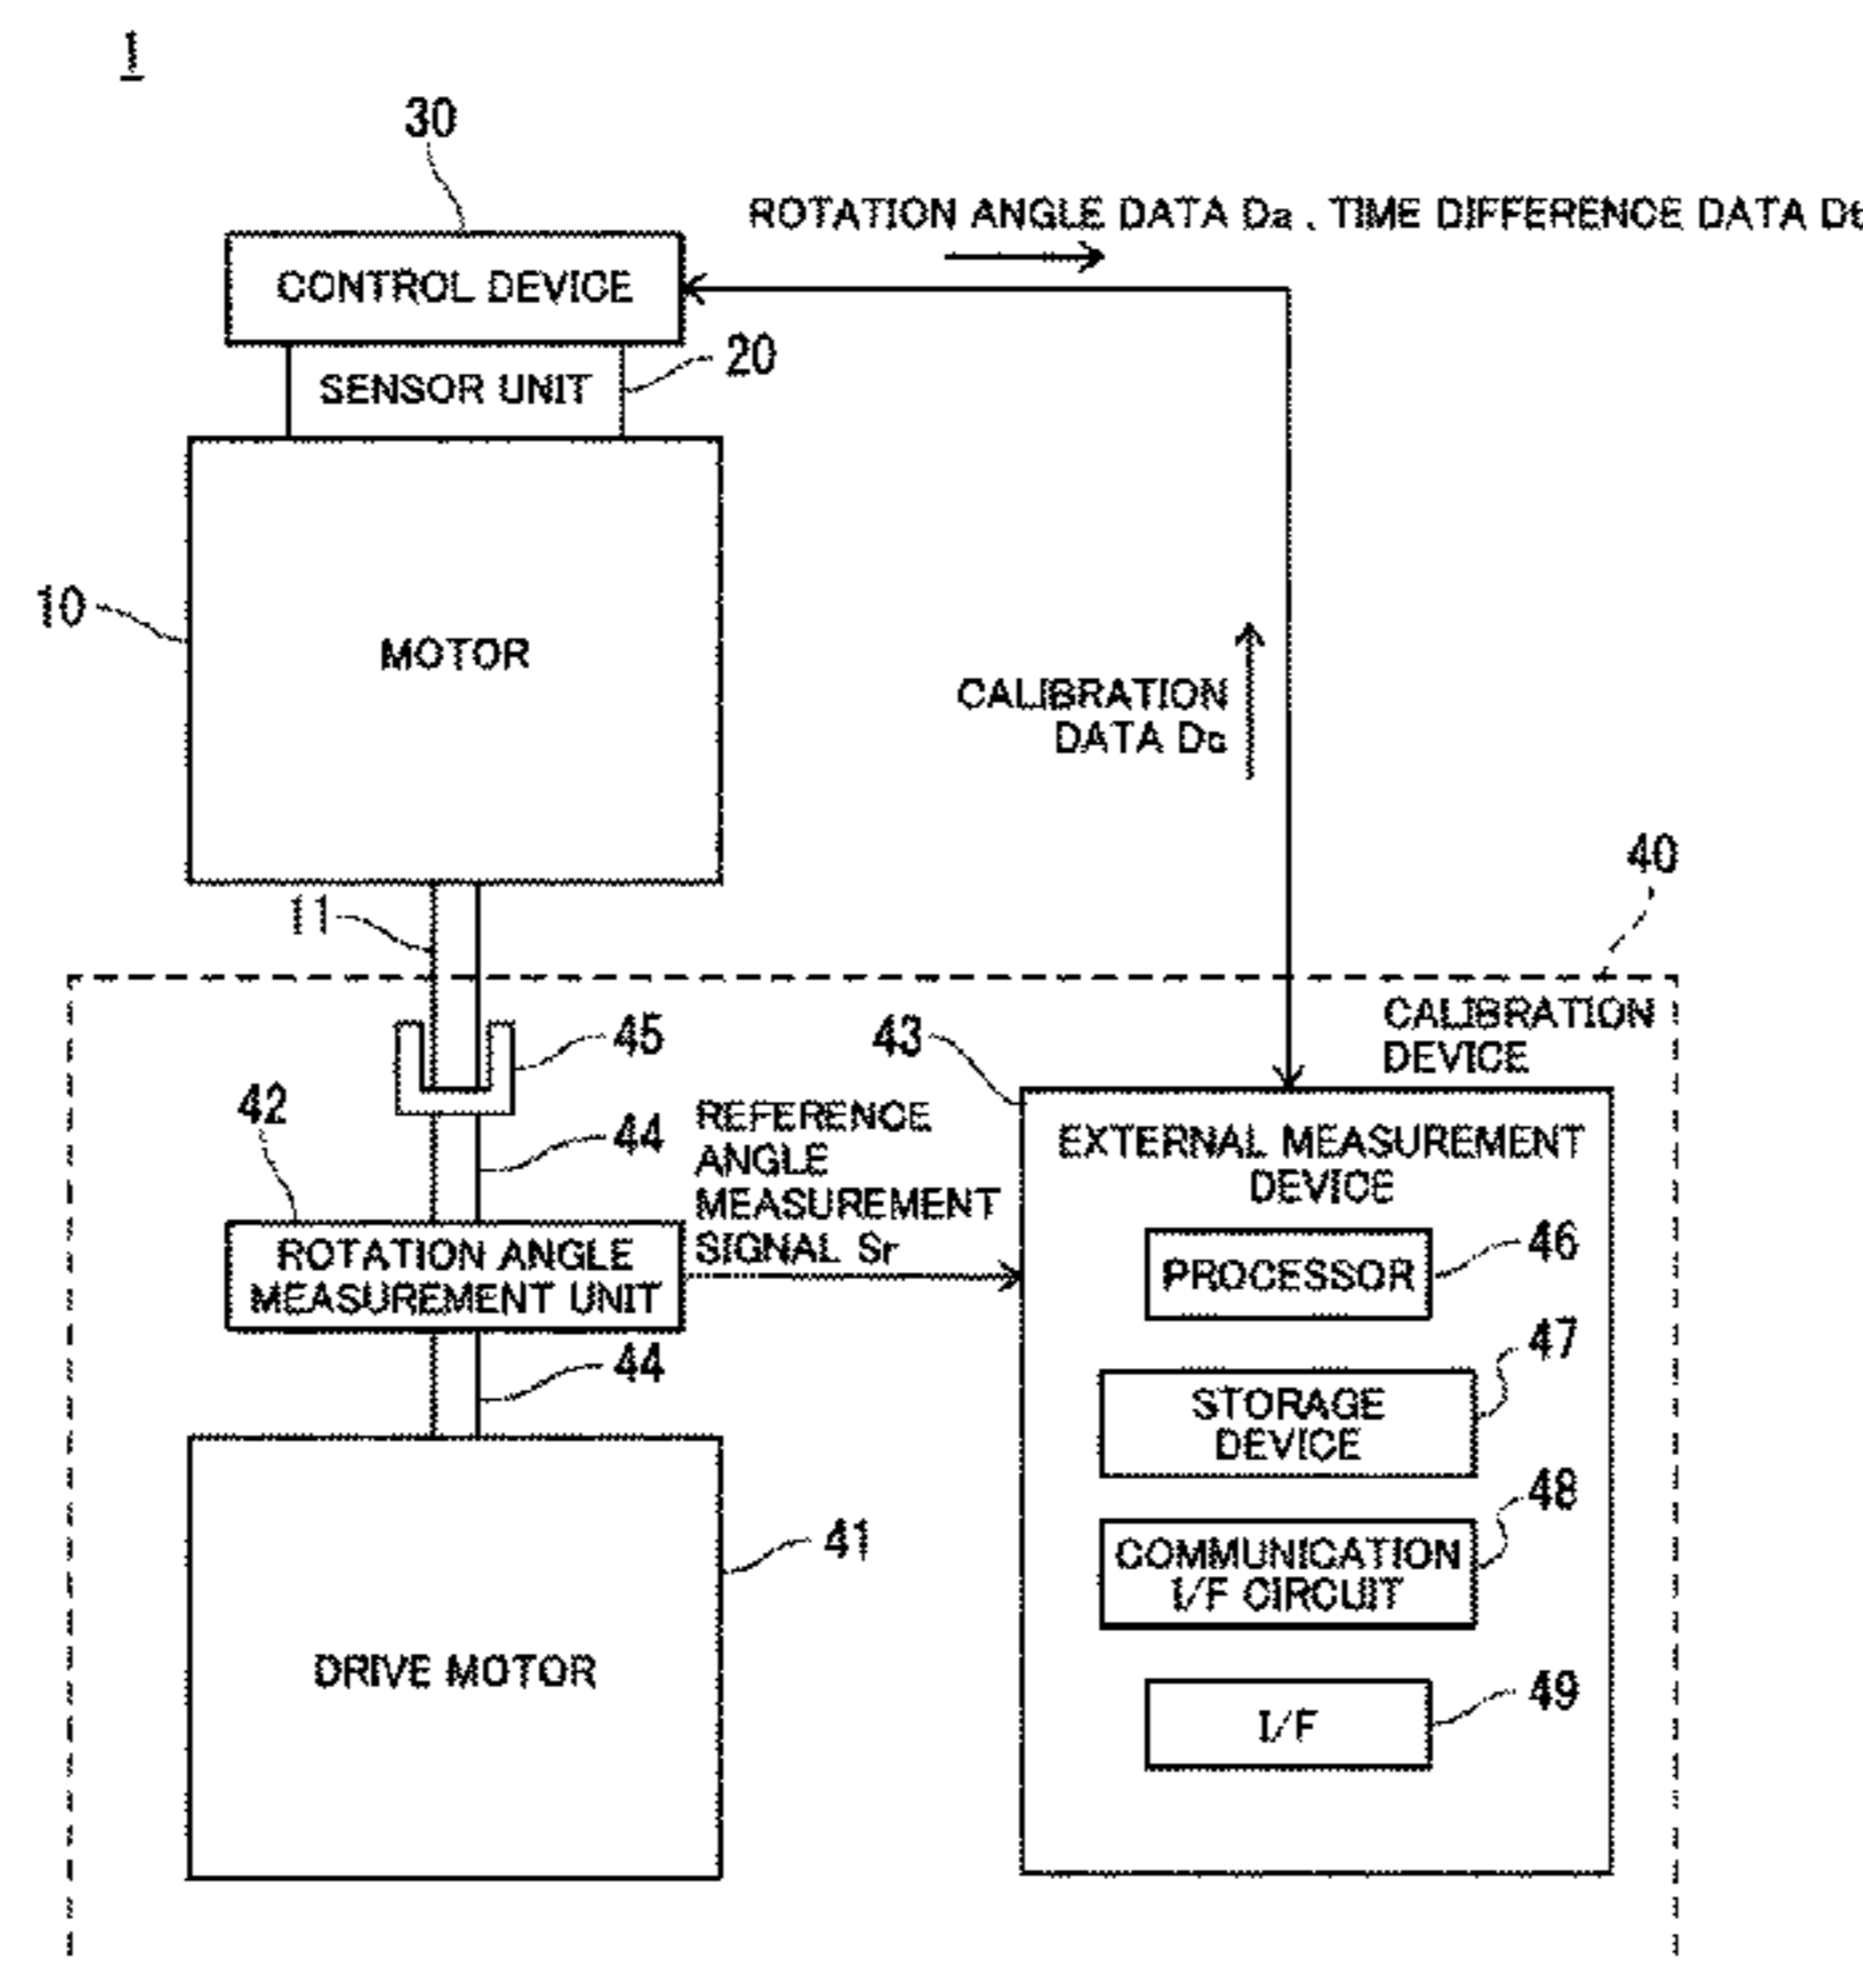 1
30
ROTATION ANGLE DATA Da , TIME DIFFERENCE DATA Dt
CONTROL DEVICE
20
SENSOR UNIT
10
MOTOR
CALIBRATION
DATA Dc
40
11
CALIBRATION
DEVICE
45
43
42
44
REFERENCE
ANGLE
MEASUREMENT
SIGNAL Sr
EXTERNAL MEASUREMENT
DEVICE
ROTATION ANGLE
MEASUREMENT UNIT
PROCESSOR
46
44
47
STORAGE
DEVICE
48
41
COMMUNICATION
I/F CIRCUIT
DRIVE MOTOR
49
I/F